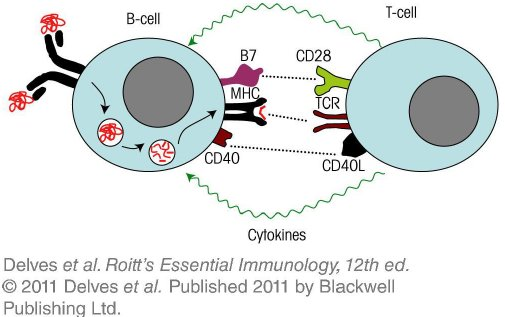 B-cell
T-cell
B7
CD28
MHC
TCR
CD40
CD40L
Cytokines
Delves et al. Roitt's Essential Immunology, 12th ed.
© 2011 Delves et al. Published 2011 by Blackwell
Publishing Ltd.